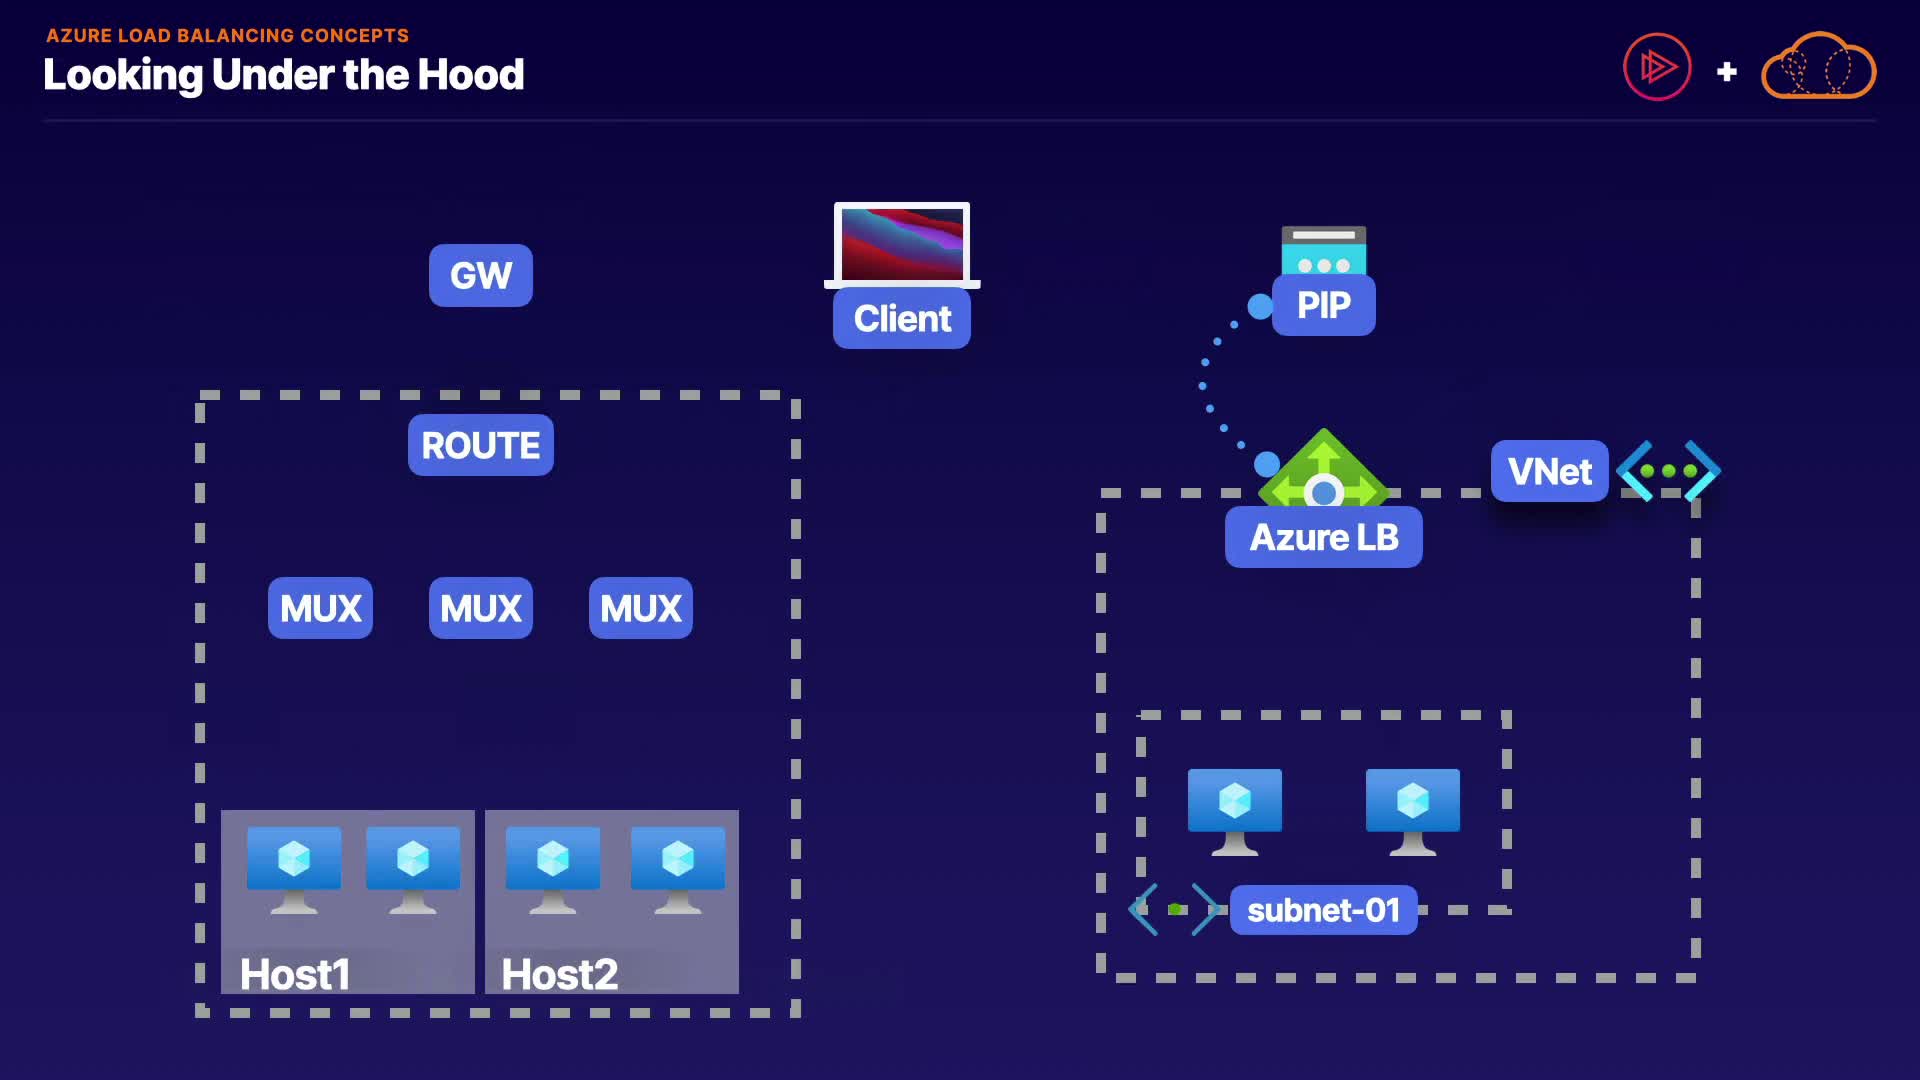 AZURE LOAD BALANCING CONCEPTS
Looking Under the Hood
GW
Client
PIP
ROUTE
VNet
Azure LB
MUX MUX MUX
subnet-01
Host1 Host2